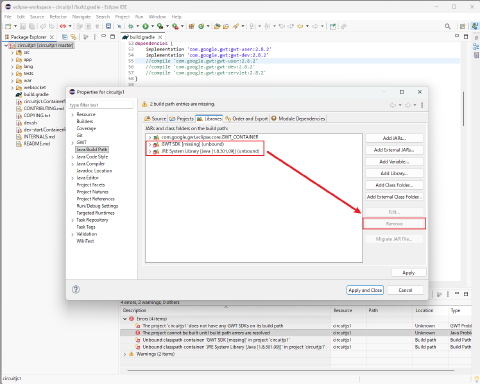 eclipse-workspace - circuitjs1/build.gradle - Eclipse IDE
File Edit Source Refactor Navigate Search Project Run Window Help
Package Explorer
build.gradle
circuitjs1 [circuitjs1 master]
src
app
lang
tests
war
websocket
build.gradle
CONTRIBUTING.md
COPYING.txt
dev.sh
INTERNALS.md
README.md
52 dependencies {
53 implementation 'com.google.gwt:gwt-user:2.8.2'
54 implementation 'com.google.gwt:gwt-dev:2.8.2'
//compile 'com.google.gwt:gwt-user:2.8.2'
//compile 'com.google.gwt:gwt-dev:2.8.2'
//compile 'com.google.gwt:gwt-servlet:2.8.2'
}
Properties for circuitjs1
type filter text
2 build path entries are missing.
Resource
Builders
Coverage
Git
GWT
Java Build Path
Java Code Style
Java Compiler
Javadoc Location
Java Editor
Project Facets
Project Natures
Project References
Run/Debug Settings
Targeted Runtimes
Task Repository
Task Tags
Validation
WikiText
Source Projects Libraries Order and Export Module Dependencies
JARs and class folders on the build path:
com.google.gwt.eclipse.core.GWT_CONTAINER
GWT SDK [missing] (unbound)
JRE System Library [Java [1.8.301.09]] (unbound)
Add JARs...
Add External JARs...
Add Variable...
Add Library...
Add Class Folder...
Add External Class Folder...
Edit...
Remove
Migrate JAR File...
Apply
Apply and Close
Cancel
4 errors, 2 warnings, 0 others
Description Resource Path Location Type
Errors (4 items)
The project 'circuitjs1' does not have any GWT SDKs on its build path circuitjs1 Unknown GWT Probl
The project cannot be built until build path errors are resolved circuitjs1 Unknown Java Proble
Unbound classpath container: 'GWT SDK [missing]' in project 'circuitjs1' circuitjs1 Build path Build Path
Unbound classpath container: 'JRE System Library [Java [1.8.301.09]]' in project 'circuitjs1' circuitjs1 Build path Build Path
Warnings (2 items)
circuitjs1